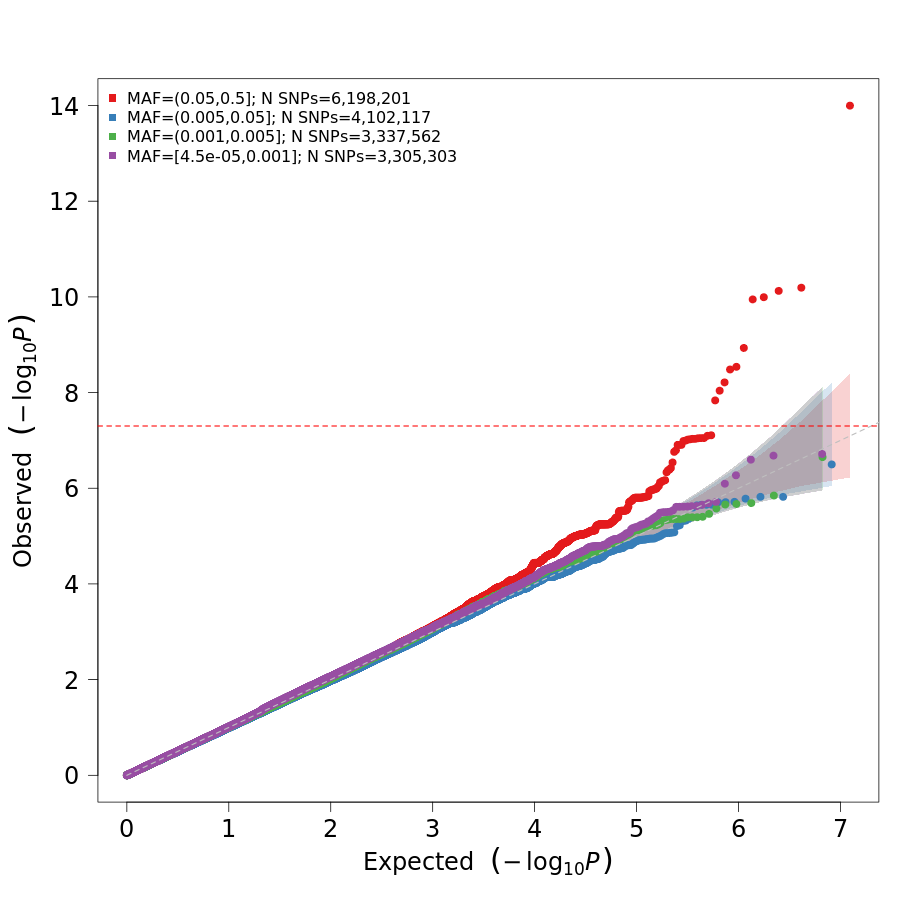 MAF=(0.05,0.5]; N SNPs=6,198,201
MAF=(0.005,0.05]; N SNPs=4,102,117
MAF=(0.001,0.005]; N SNPs=3,337,562
MAF=[4.5e-05,0.001]; N SNPs=3,305,303
14
12
10
8
6
4
2
0
Observed (−log10P)
0 1 2 3 4 5 6 7
Expected (−log10P)